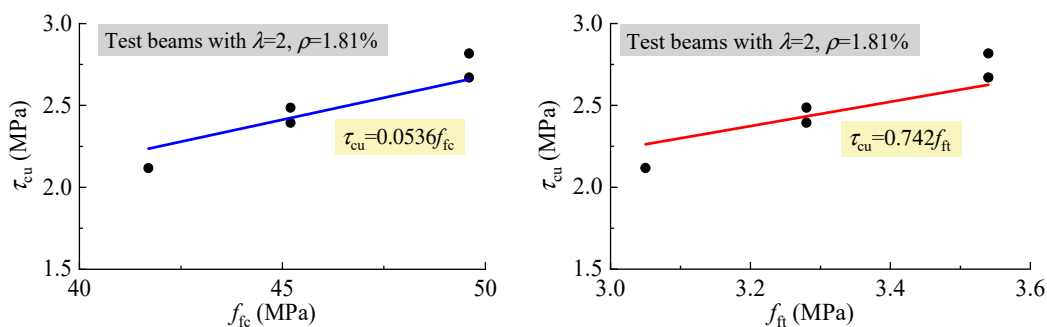 Test beams with λ=2, ρ=1.81%
τcu=0.0536ffc
τcu (MPa)
3.0
2.5
2.0
1.5
40
45
50
ffc (MPa)
Test beams with λ=2, ρ=1.81%
τcu=0.742fft
τcu (MPa)
3.0
2.5
2.0
1.5
3.0
3.2
3.4
3.6
fft (MPa)